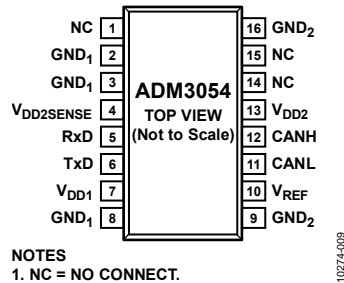 NC 1
GND1 2
GND1 3
VDD2SENSE 4
RxD 5
TxD 6
VDD1 7
GND1 8
ADM3054
TOP VIEW
(Not to Scale)
16 GND2
15 NC
14 NC
13 VDD2
12 CANH
11 CANL
10 VREF
9 GND2
NOTES
1. NC = NO CONNECT.
10274-009